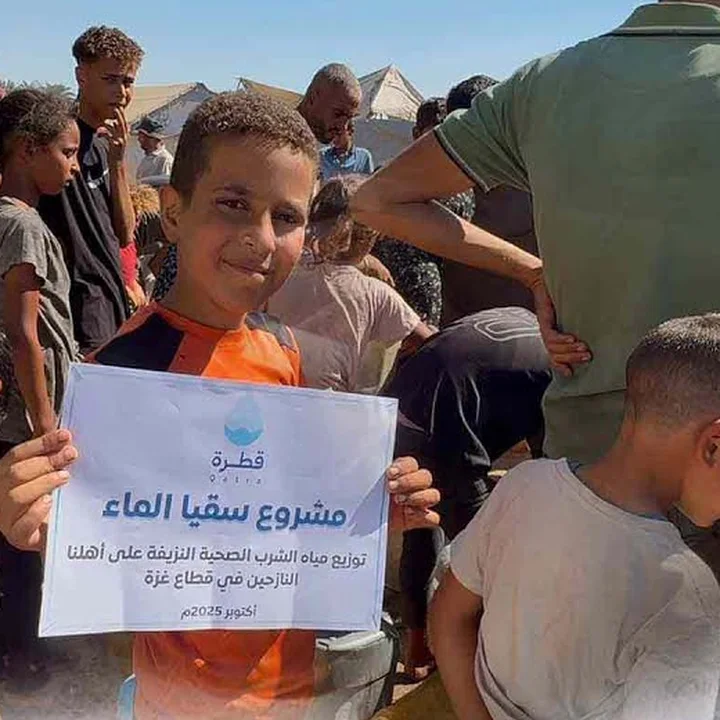 قطرة
Qatra
مشروع سقيا الماء
توزيع مياه الشرب الصحية النزيفة على أهلنا
النازحين في قطاع غزة
أكتوبر 2025م